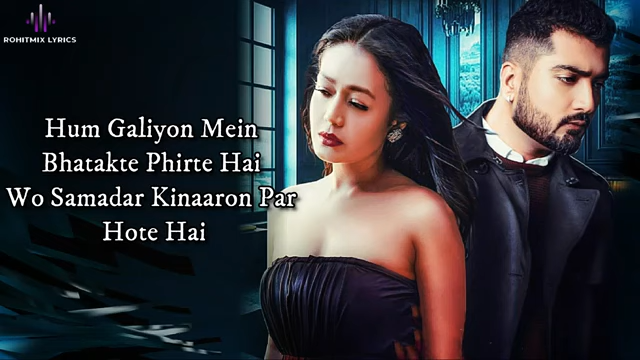 ROHITMIX LYRICS
Hum Galiyon Mein
Bhatakte Phirte Hai
Wo Samadar Kinaaron Par
Hote Hai